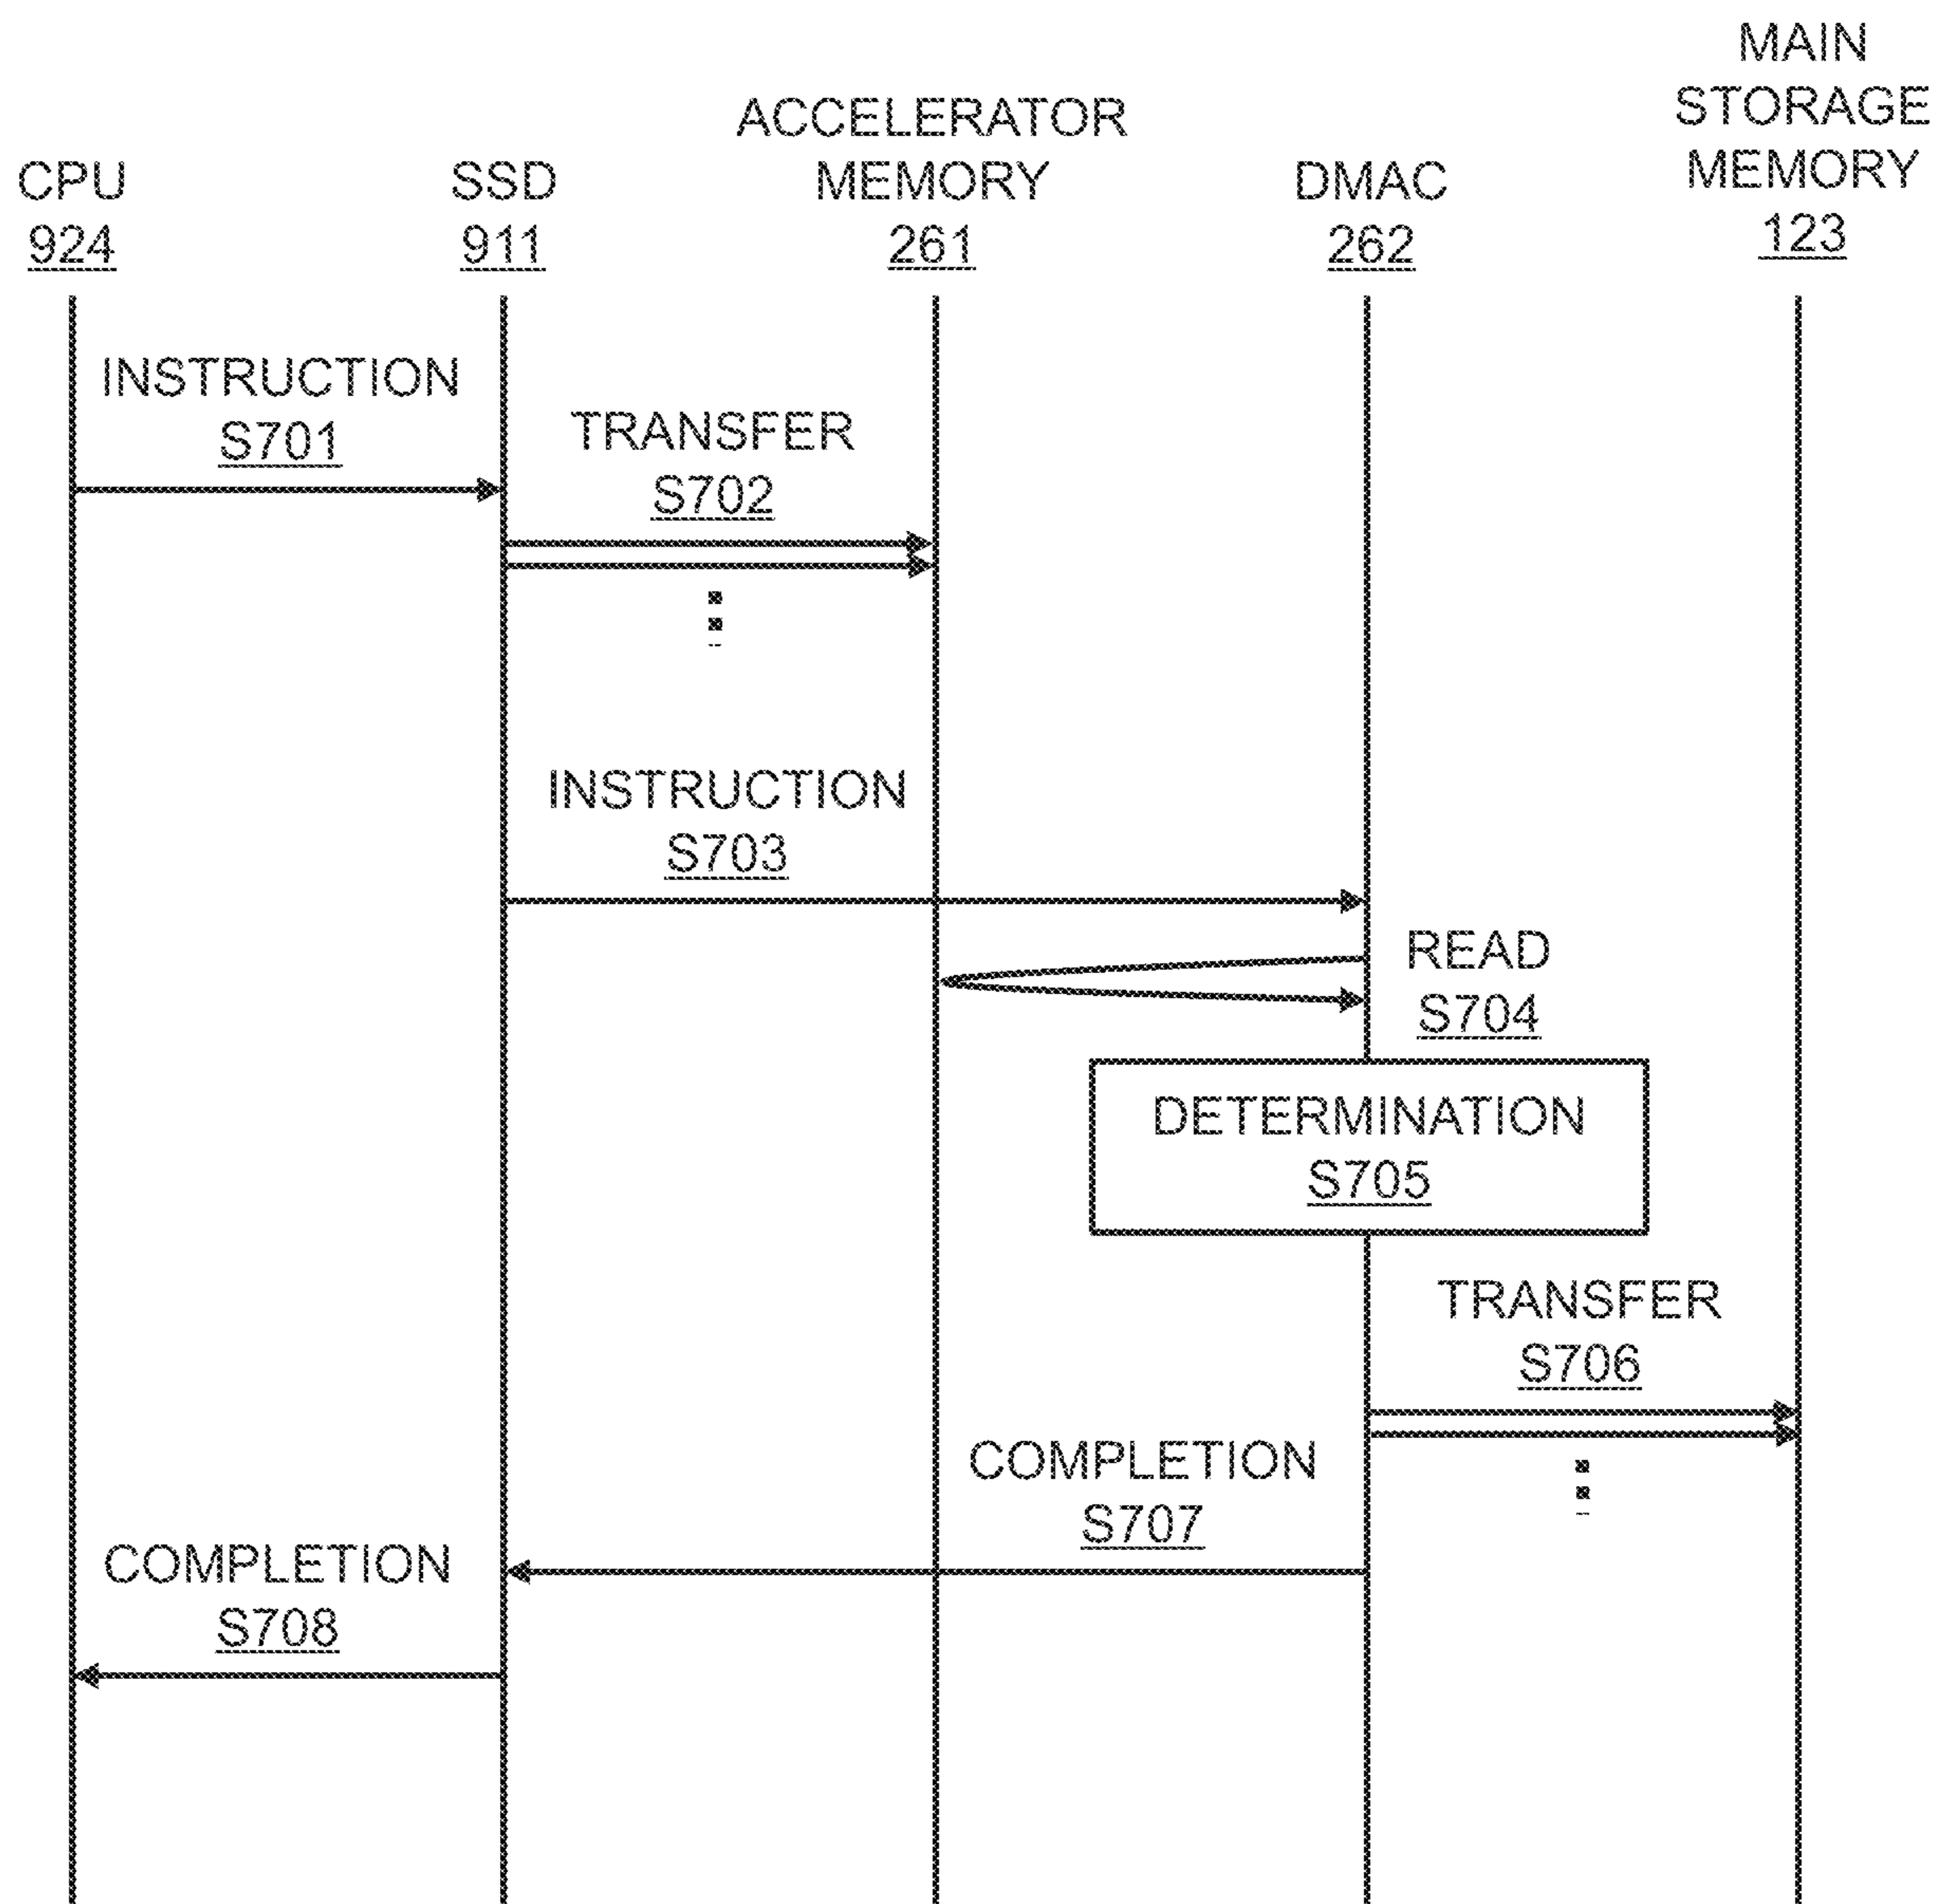 CPU
924
SSD
911
ACCELERATOR
MEMORY
261
DMAC
262
MAIN
STORAGE
MEMORY
123
INSTRUCTION
S701
TRANSFER
S702
INSTRUCTION
S703
READ
S704
DETERMINATION
S705
TRANSFER
S706
COMPLETION
S707
COMPLETION
S708